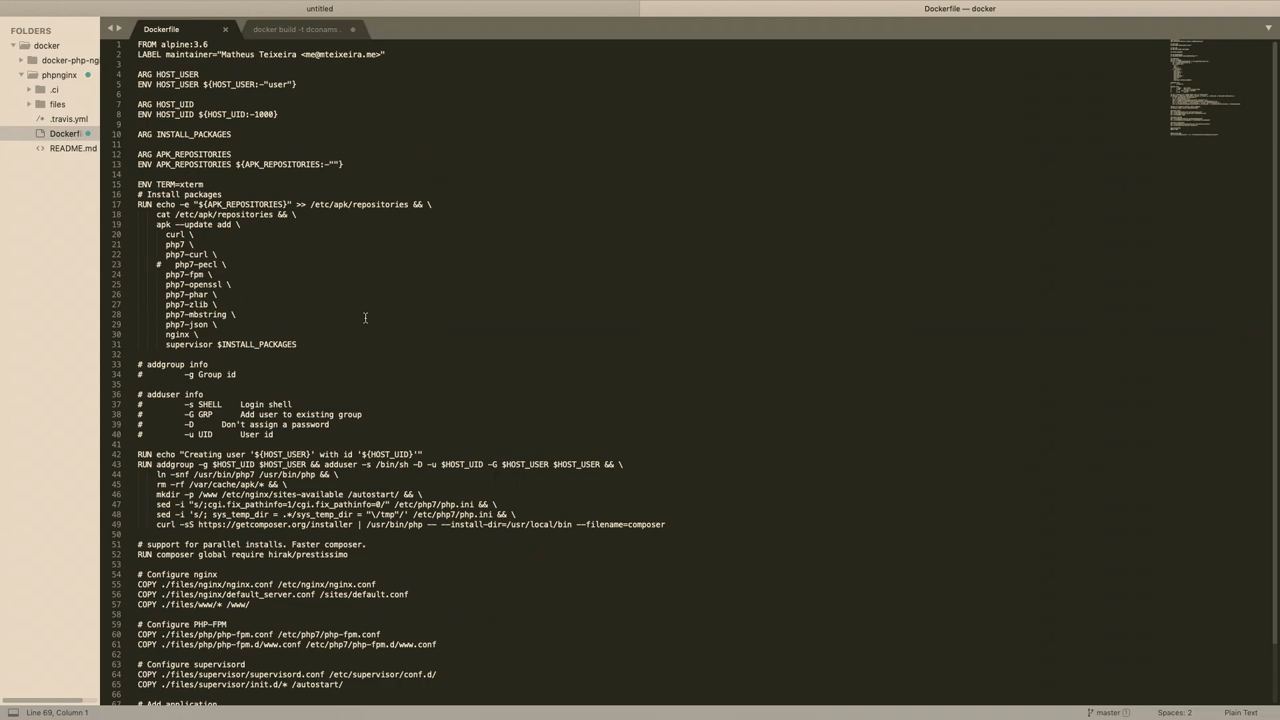 untitled
Dockerfile — docker
FOLDERS
docker
docker-php-ng
phpnginx
.ci
files
.travis.yml
Dockerfi
README.md
Dockerfile
docker build -t dconams .
1 FROM alpine:3.6
2 LABEL maintainer="Matheus Teixeira <me@mteixeira.me>"
3
4 ARG HOST_USER
5 ENV HOST_USER ${HOST_USER:-"user"}
6
7 ARG HOST_UID
8 ENV HOST_UID ${HOST_UID:-1000}
9
10 ARG INSTALL_PACKAGES
11
12 ARG APK_REPOSITORIES
13 ENV APK_REPOSITORIES ${APK_REPOSITORIES:-""}
14
15 ENV TERM=xterm
16 # Install packages
17 RUN echo -e "${APK_REPOSITORIES}" >> /etc/apk/repositories && \
18 cat /etc/apk/repositories && \
19 apk --update add \
20 curl \
21 php7 \
22 php7-curl \
23 # php7-pecl \
24 php7-fpm \
25 php7-openssl \
26 php7-phar \
27 php7-zlib \
28 php7-mbstring \
29 php7-json \
30 nginx \
31 supervisor $INSTALL_PACKAGES
32
33 # addgroup info
34 # -g Group id
35
36 # adduser info
37 # -s SHELL Login shell
38 # -G GRP Add user to existing group
39 # -D Don't assign a password
40 # -u UID User id
41
42 RUN echo "Creating user '${HOST_USER}' with id '${HOST_UID}'"
43 RUN addgroup -g $HOST_UID $HOST_USER && adduser -s /bin/sh -D -u $HOST_UID -G $HOST_USER $HOST_USER && \
44 ln -snf /usr/bin/php7 /usr/bin/php && \
45 rm -rf /var/cache/apk/* && \
46 mkdir -p /www /etc/nginx/sites-available /autostart/ && \
47 sed -i "s/;cgi.fix_pathinfo=1/cgi.fix_pathinfo=0/" /etc/php7/php.ini && \
48 sed -i 's/; sys_temp_dir = .*/sys_temp_dir = "\/tmp"/' /etc/php7/php.ini && \
49 curl -sS https://getcomposer.org/installer | /usr/bin/php -- --install-dir=/usr/local/bin --filename=composer
50
51 # support for parallel installs. Faster composer.
52 RUN composer global require hirak/prestissimo
53
54 # Configure nginx
55 COPY ./files/nginx/nginx.conf /etc/nginx/nginx.conf
56 COPY ./files/nginx/default_server.conf /sites/default.conf
57 COPY ./files/www/* /www/
58
59 # Configure PHP-FPM
60 COPY ./files/php/php-fpm.conf /etc/php7/php-fpm.conf
61 COPY ./files/php/php-fpm.d/www.conf /etc/php7/php-fpm.d/www.conf
62
63 # Configure supervisord
64 COPY ./files/supervisor/supervisord.conf /etc/supervisor/conf.d/
65 COPY ./files/supervisor/init.d/* /autostart/
66
67 # Add application
Line 69, Column 1
master 1
Spaces: 2
Plain Text